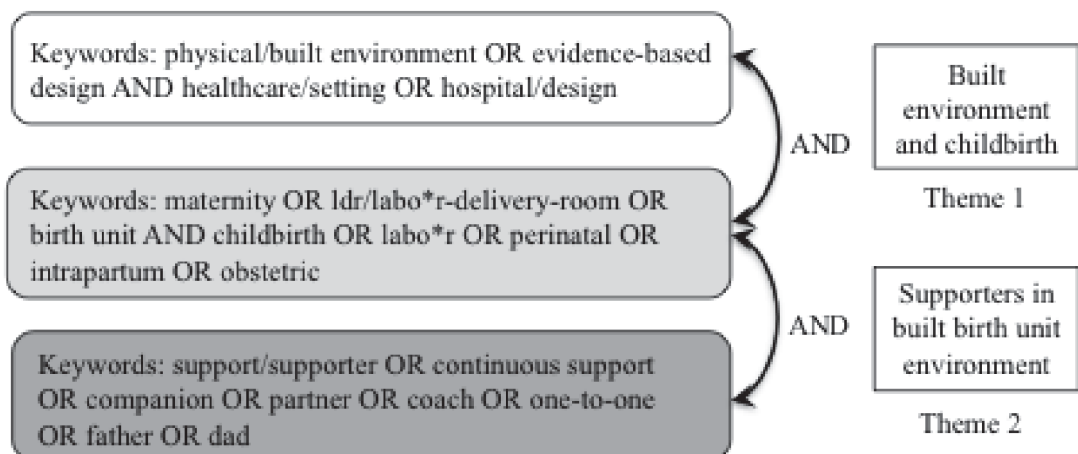 Keywords: physical/built environment OR evidence-based
design AND healthcare/setting OR hospital/design
AND
Built
environment
and childbirth
Theme 1
Keywords: maternity OR ldr/labo*r-delivery-room OR
birth unit AND childbirth OR labo*r OR perinatal OR
intrapartum OR obstetric
AND
Supporters in
built birth unit
environment
Theme 2
Keywords: support/supporter OR continuous support
OR companion OR partner OR coach OR one-to-one
OR father OR dad